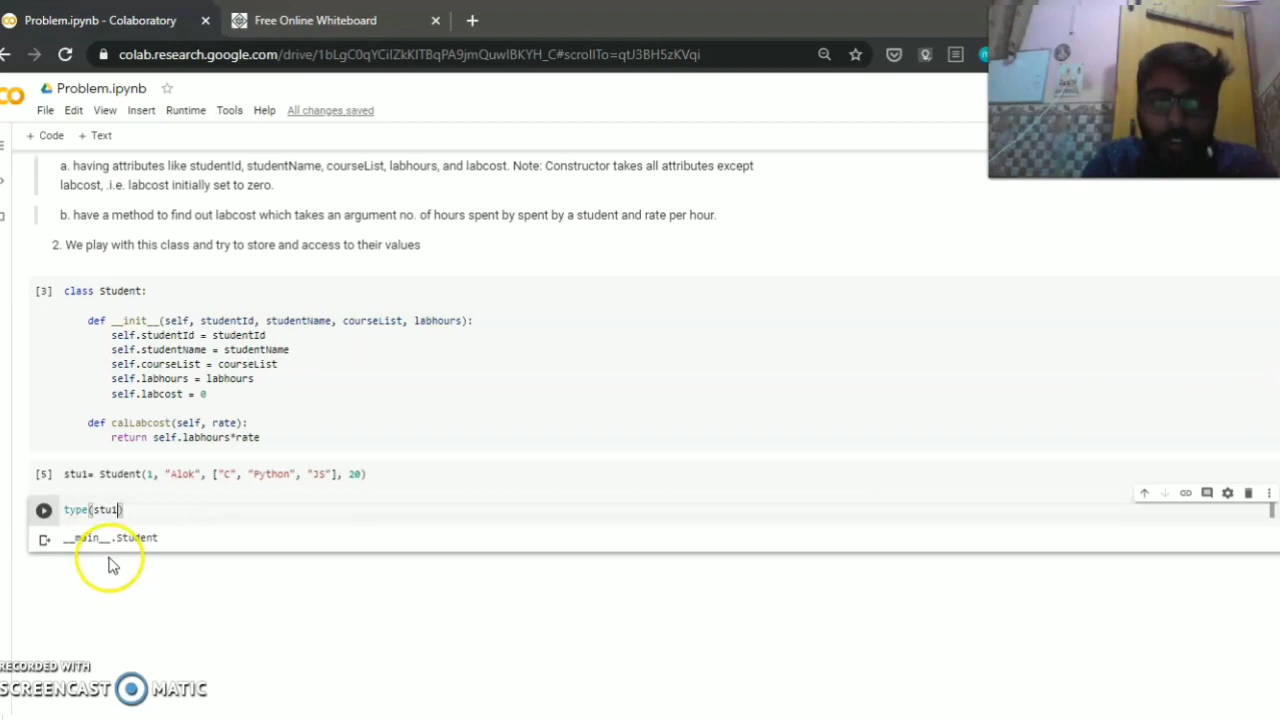 Problem.ipynb - Colaboratory
Free Online Whiteboard
colab.research.google.com/drive/1bLgC0qYCiIZkKITBqPA9jmQuwIBKYH_C#scrollTo=qtJ3BH5zKVqi
Problem.ipynb
File Edit View Insert Runtime Tools Help All changes saved
+ Code + Text
a. having attributes like studentId, studentName, courseList, labhours, and labcost. Note: Constructor takes all attributes except
labcost, .i.e. labcost initially set to zero.
b. have a method to find out labcost which takes an argument no. of hours spent by spent by a student and rate per hour.
2. We play with this class and try to store and access to their values
[3] class Student:
def __init__(self, studentId, studentName, courseList, labhours):
self.studentId = studentId
self.studentName = studentName
self.courseList = courseList
self.labhours = labhours
self.labcost = 0
def calLabcost(self, rate):
return self.labhours*rate
[5] stu1= Student(1, "Alok", ["C", "Python", "JS"], 20)
type(stu1)
__main__.Student
RECORDED WITH
SCREENCAST MATIC